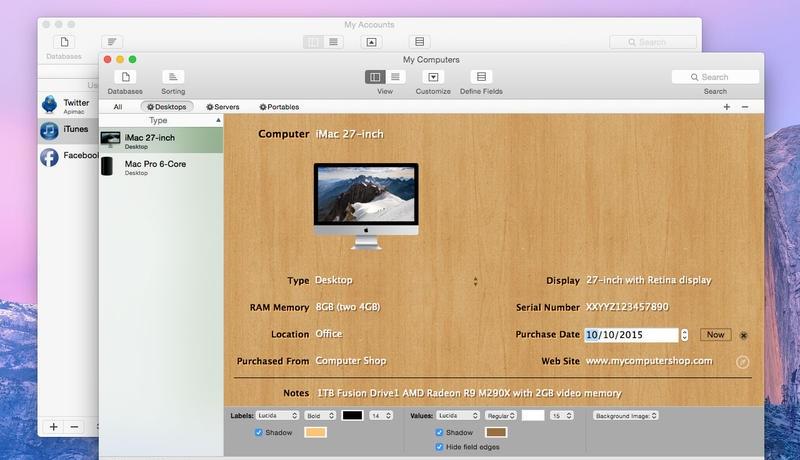 My Accounts
Databases
Search
Us
Twitter
Apimac
iTunes
Facebook
My Computers
Databases
Sorting
View
Customize
Define Fields
Search
Search
All
Desktops
Servers
Portables
Type
iMac 27-inch
Desktop
Mac Pro 6-Core
Desktop
Computer iMac 27-inch
Type Desktop
Display 27-inch with Retina display
RAM Memory 8GB (two 4GB)
Serial Number XXYYZ123457890
Location Office
Purchase Date 10/10/2015 Now
Purchased From Computer Shop
Web Site www.mycomputershop.com
Notes 1TB Fusion Drive1 AMD Radeon R9 M290X with 2GB video memory
Labels: Lucida Bold 14
Values: Lucida Regular 15
Background Image:
Shadow
Shadow
Hide field edges